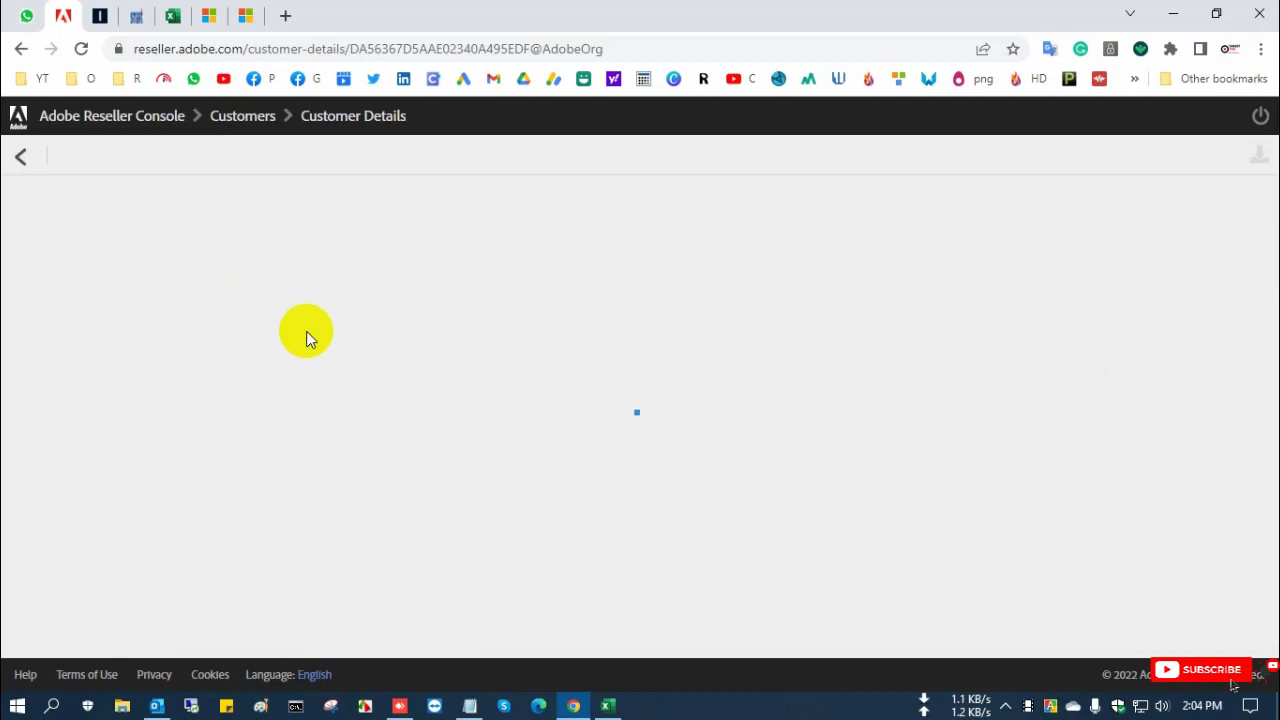 reseller.adobe.com/customer-details/DA56367D5AAE02340A495EDF@AdobeOrg
YT O R P G png HD » Other bookmarks
Adobe Reseller Console Customers Customer Details
Adobe
Help Terms of Use Privacy Cookies Language: English © 2022
SUBSCRIBE
1.1 KB/s
1.2 KB/s
2:04 PM